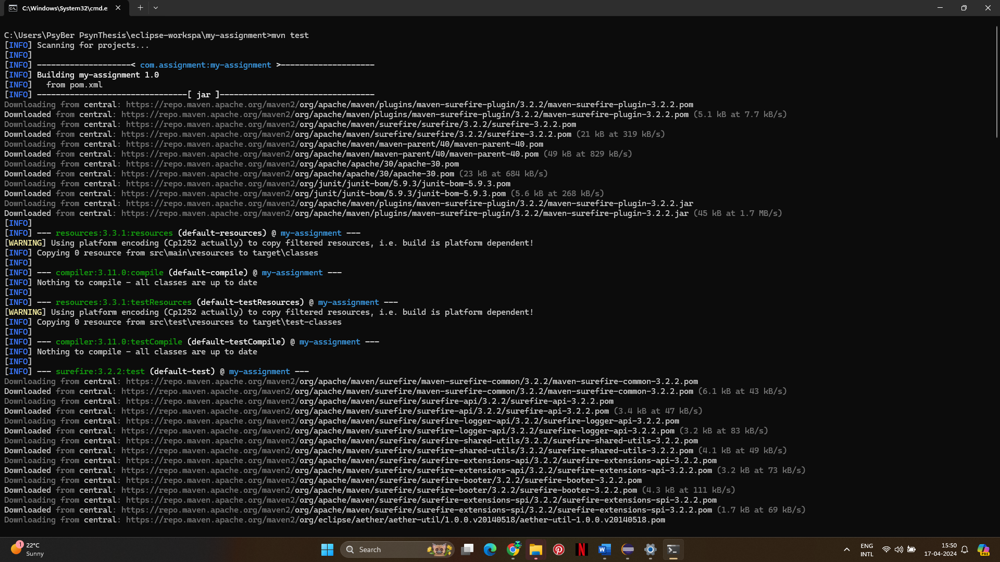 C:\Windows\System32\cmd.e
C:\Users\PsyBer PsynThesis\eclipse-workspa\my-assignment>mvn test
[INFO] Scanning for projects...
[INFO]
[INFO] --------------------< com.assignment:my-assignment >--------------------
[INFO] Building my-assignment 1.0
[INFO]   from pom.xml
[INFO] --------------------------------[ jar ]---------------------------------
Downloading from central: https://repo.maven.apache.org/maven2/org/apache/maven/plugins/maven-surefire-plugin/3.2.2/maven-surefire-plugin-3.2.2.pom
Downloaded from central: https://repo.maven.apache.org/maven2/org/apache/maven/plugins/maven-surefire-plugin/3.2.2/maven-surefire-plugin-3.2.2.pom (5.1 kB at 7.7 kB/s)
Downloading from central: https://repo.maven.apache.org/maven2/org/apache/maven/surefire/surefire/3.2.2/surefire-3.2.2.pom
Downloaded from central: https://repo.maven.apache.org/maven2/org/apache/maven/surefire/surefire/3.2.2/surefire-3.2.2.pom (21 kB at 319 kB/s)
Downloading from central: https://repo.maven.apache.org/maven2/org/apache/maven/maven-parent/40/maven-parent-40.pom
Downloaded from central: https://repo.maven.apache.org/maven2/org/apache/maven/maven-parent/40/maven-parent-40.pom (49 kB at 829 kB/s)
Downloading from central: https://repo.maven.apache.org/maven2/org/apache/apache/30/apache-30.pom
Downloaded from central: https://repo.maven.apache.org/maven2/org/apache/apache/30/apache-30.pom (23 kB at 684 kB/s)
Downloading from central: https://repo.maven.apache.org/maven2/org/junit/junit-bom/5.9.3/junit-bom-5.9.3.pom
Downloaded from central: https://repo.maven.apache.org/maven2/org/junit/junit-bom/5.9.3/junit-bom-5.9.3.pom (5.6 kB at 268 kB/s)
Downloading from central: https://repo.maven.apache.org/maven2/org/apache/maven/plugins/maven-surefire-plugin/3.2.2/maven-surefire-plugin-3.2.2.jar
Downloaded from central: https://repo.maven.apache.org/maven2/org/apache/maven/plugins/maven-surefire-plugin/3.2.2/maven-surefire-plugin-3.2.2.jar (45 kB at 1.7 MB/s)
[INFO]
[INFO] --- resources:3.3.1:resources (default-resources) @ my-assignment ---
[WARNING] Using platform encoding (Cp1252 actually) to copy filtered resources, i.e. build is platform dependent!
[INFO] Copying 0 resource from src\main\resources to target\classes
[INFO]
[INFO] --- compiler:3.11.0:compile (default-compile) @ my-assignment ---
[INFO] Nothing to compile - all classes are up to date
[INFO]
[INFO] --- resources:3.3.1:testResources (default-testResources) @ my-assignment ---
[WARNING] Using platform encoding (Cp1252 actually) to copy filtered resources, i.e. build is platform dependent!
[INFO] Copying 0 resource from src\test\resources to target\test-classes
[INFO]
[INFO] --- compiler:3.11.0:testCompile (default-testCompile) @ my-assignment ---
[INFO] Nothing to compile - all classes are up to date
[INFO]
[INFO] --- surefire:3.2.2:test (default-test) @ my-assignment ---
Downloading from central: https://repo.maven.apache.org/maven2/org/apache/maven/surefire/maven-surefire-common/3.2.2/maven-surefire-common-3.2.2.pom
Downloaded from central: https://repo.maven.apache.org/maven2/org/apache/maven/surefire/maven-surefire-common/3.2.2/maven-surefire-common-3.2.2.pom (6.1 kB at 43 kB/s)
Downloading from central: https://repo.maven.apache.org/maven2/org/apache/maven/surefire/surefire-api/3.2.2/surefire-api-3.2.2.pom
Downloaded from central: https://repo.maven.apache.org/maven2/org/apache/maven/surefire/surefire-api/3.2.2/surefire-api-3.2.2.pom (3.4 kB at 47 kB/s)
Downloading from central: https://repo.maven.apache.org/maven2/org/apache/maven/surefire/surefire-logger-api/3.2.2/surefire-logger-api-3.2.2.pom
Downloaded from central: https://repo.maven.apache.org/maven2/org/apache/maven/surefire/surefire-logger-api/3.2.2/surefire-logger-api-3.2.2.pom (3.2 kB at 83 kB/s)
Downloading from central: https://repo.maven.apache.org/maven2/org/apache/maven/surefire/surefire-shared-utils/3.2.2/surefire-shared-utils-3.2.2.pom
Downloaded from central: https://repo.maven.apache.org/maven2/org/apache/maven/surefire/surefire-shared-utils/3.2.2/surefire-shared-utils-3.2.2.pom (4.1 kB at 49 kB/s)
Downloading from central: https://repo.maven.apache.org/maven2/org/apache/maven/surefire/surefire-extensions-api/3.2.2/surefire-extensions-api-3.2.2.pom
Downloaded from central: https://repo.maven.apache.org/maven2/org/apache/maven/surefire/surefire-extensions-api/3.2.2/surefire-extensions-api-3.2.2.pom (3.2 kB at 73 kB/s)
Downloading from central: https://repo.maven.apache.org/maven2/org/apache/maven/surefire/surefire-booter/3.2.2/surefire-booter-3.2.2.pom
Downloaded from central: https://repo.maven.apache.org/maven2/org/apache/maven/surefire/surefire-booter/3.2.2/surefire-booter-3.2.2.pom (4.3 kB at 111 kB/s)
Downloading from central: https://repo.maven.apache.org/maven2/org/apache/maven/surefire/surefire-extensions-spi/3.2.2/surefire-extensions-spi-3.2.2.pom
Downloaded from central: https://repo.maven.apache.org/maven2/org/apache/maven/surefire/surefire-extensions-spi/3.2.2/surefire-extensions-spi-3.2.2.pom (1.7 kB at 69 kB/s)
Downloading from central: https://repo.maven.apache.org/maven2/org/eclipse/aether/aether-util/1.0.0.v20140518/aether-util-1.0.0.v20140518.pom
1
22°C
Sunny
Search
W
ENG
INTL
15:50
17-04-2024
PRE